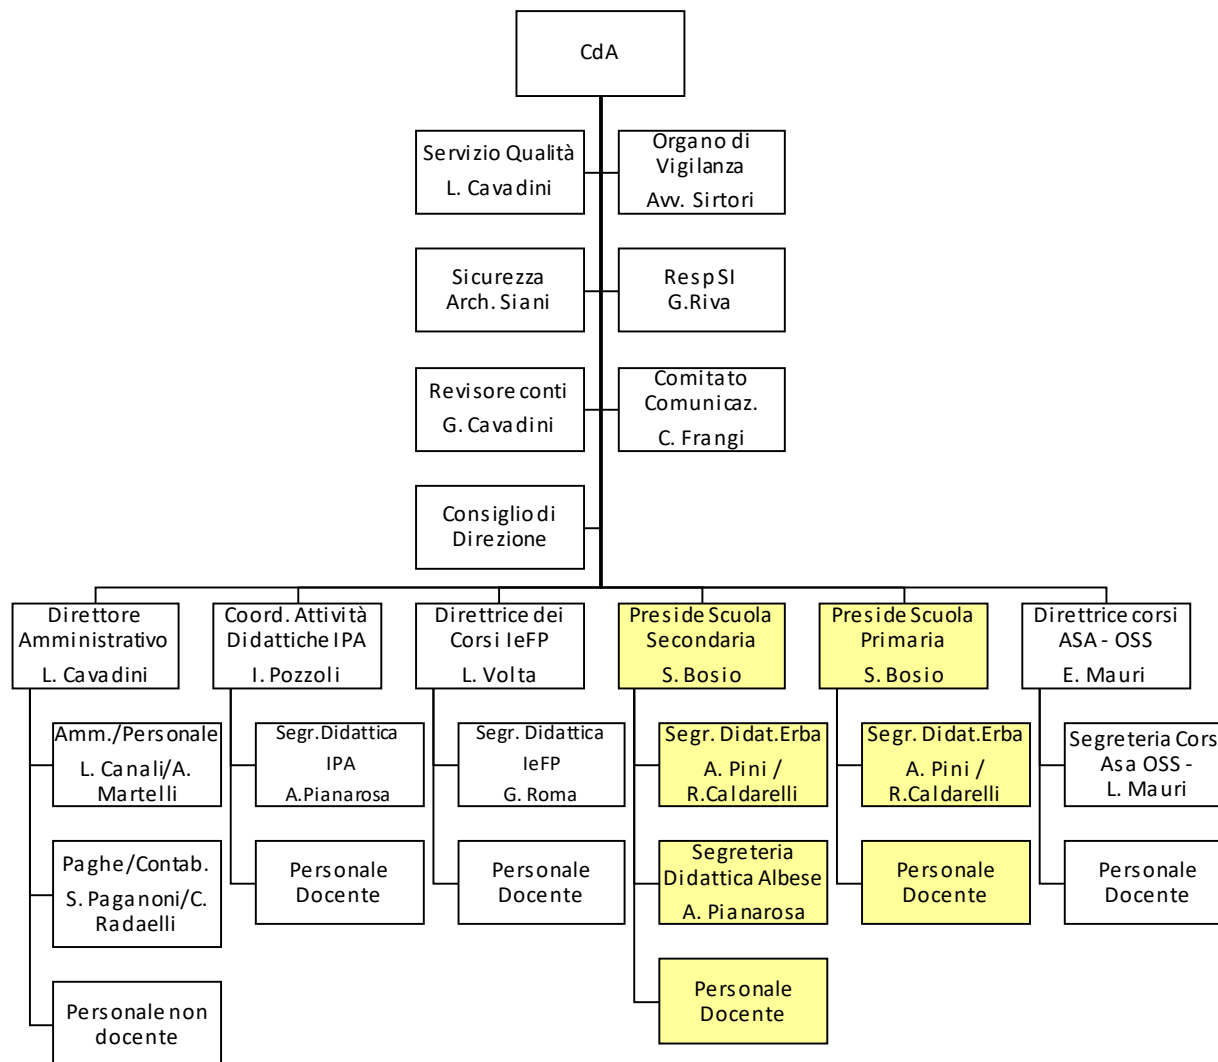 CdA
Servizio Qualità
L. Cavadini
Organo di
Vigilanza
Avv. Sirtori
Sicurezza
Arch. Siani
Resp SI
G.Riva
Revisore conti
G. Cavadini
Comitato
Comunicaz.
C. Frangi
Consiglio di
Direzione
Direttore
Amministrativo
L. Cavadini
Coord. Attività
Didattiche IPA
I. Pozzoli
Direttrice dei
Corsi IeFP
L. Volta
Preside Scuola
Secondaria
S. Bosio
Preside Scuola
Primaria
S. Bosio
Direttrice corsi
ASA - OSS
E. Mauri
Amm./Personale
L. Canali/A.
Martelli
Segr.Didattica
IPA
A.Pianarosa
Segr. Didattica
IeFP
G. Roma
Segr. Didat.Erba
A. Pini /
R.Caldarelli
Segr. Didat.Erba
A. Pini /
R.Caldarelli
Segreteria Cors
Asa OSS -
L. Mauri
Paghe/Contab.
S. Paganoni/C.
Radaelli
Personale
Docente
Personale
Docente
Segreteria
Didattica Albese
A. Pianarosa
Personale
Docente
Personale
Docente
Personale non
docente
Personale
Docente